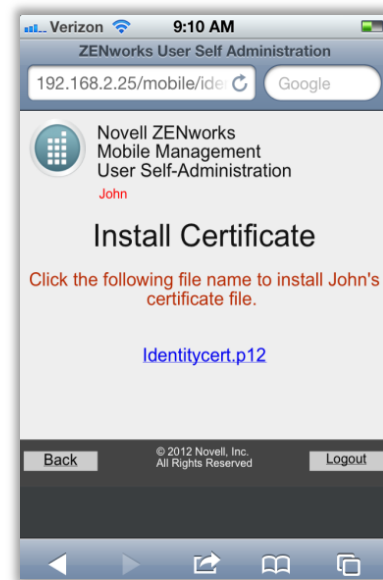 Verizon 9:10 AM
ZENworks User Self Administration
192.168.2.25/mobile/ide Google
Novell ZENworks
Mobile Management
User Self-Administration
John
Install Certificate
Click the following file name to install John's
certificate file.
Identitycert.p12
Back © 2012 Novell, Inc. Logout
All Rights Reserved